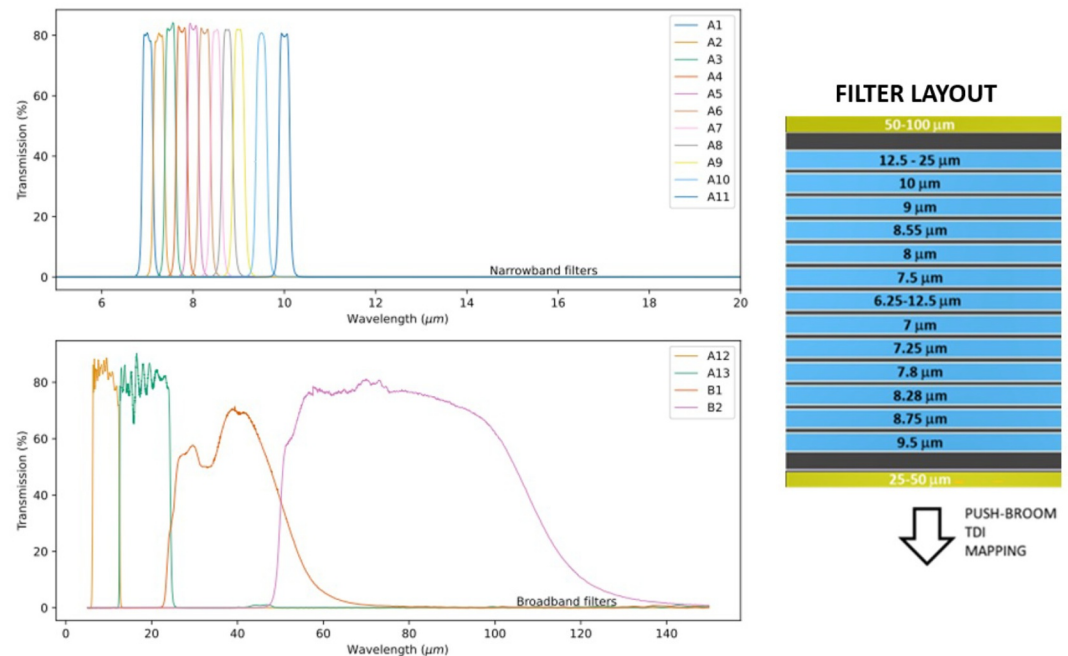 Transmission (%)
80
60
40
20
0
6
8
10
12
14
16
18
20
Wavelength (μm)
Narrowband filters
A1
A2
A3
A4
A5
A6
A7
A8
A9
A10
A11
Transmission (%)
80
60
40
20
0
0
20
40
60
80
100
120
140
Wavelength (μm)
Broadband filters
A12
A13
B1
B2
FILTER LAYOUT
50-100 μm
12.5 - 25 μm
10 μm
9 μm
8.55 μm
8 μm
7.5 μm
6.25-12.5 μm
7 μm
7.25 μm
7.8 μm
8.28 μm
8.75 μm
9.5 μm
25-50 μm
PUSH-BROOM
TDI
MAPPING